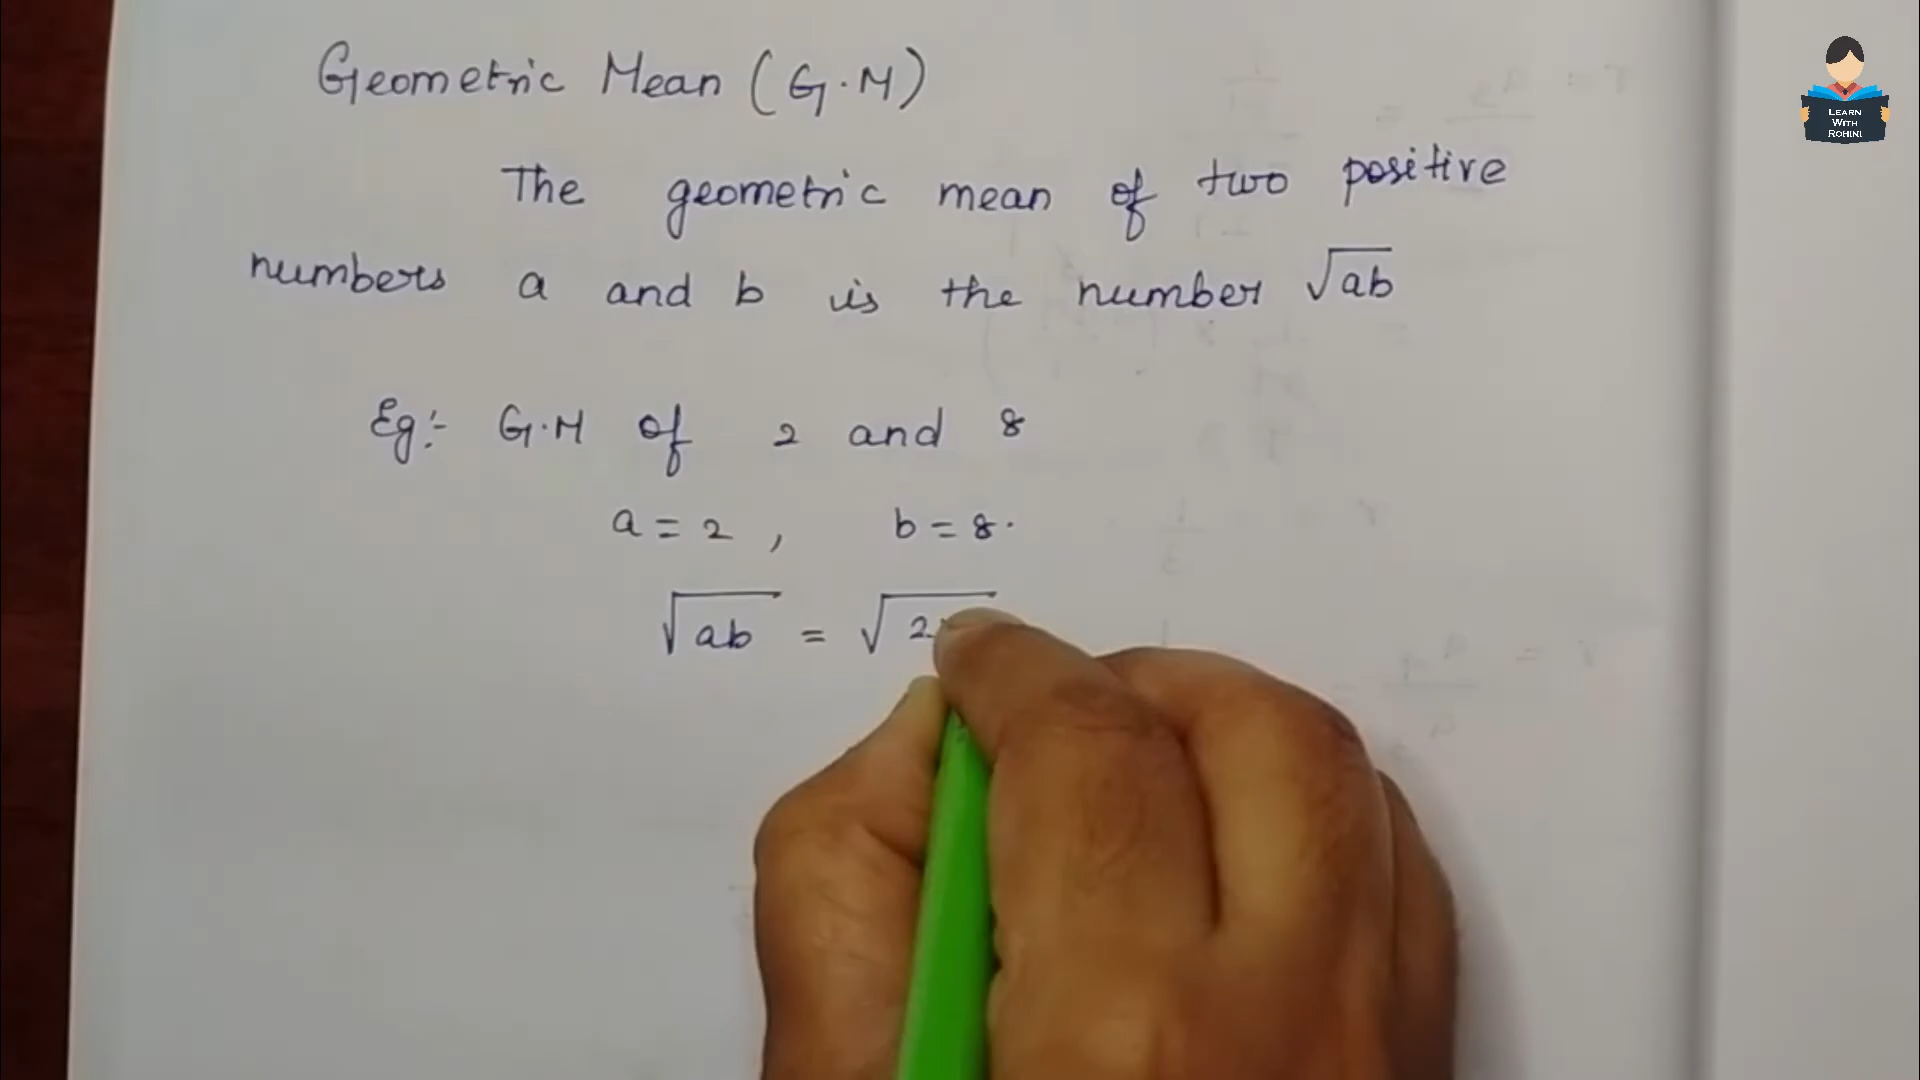 Geometric Mean (G.M)
The geometric mean of two positive
numbers a and b is the number √ab
Eg:- G.M of 2 and 8
a = 2 , b = 8.
√ab = √2
LEARN
WITH
ROHINI